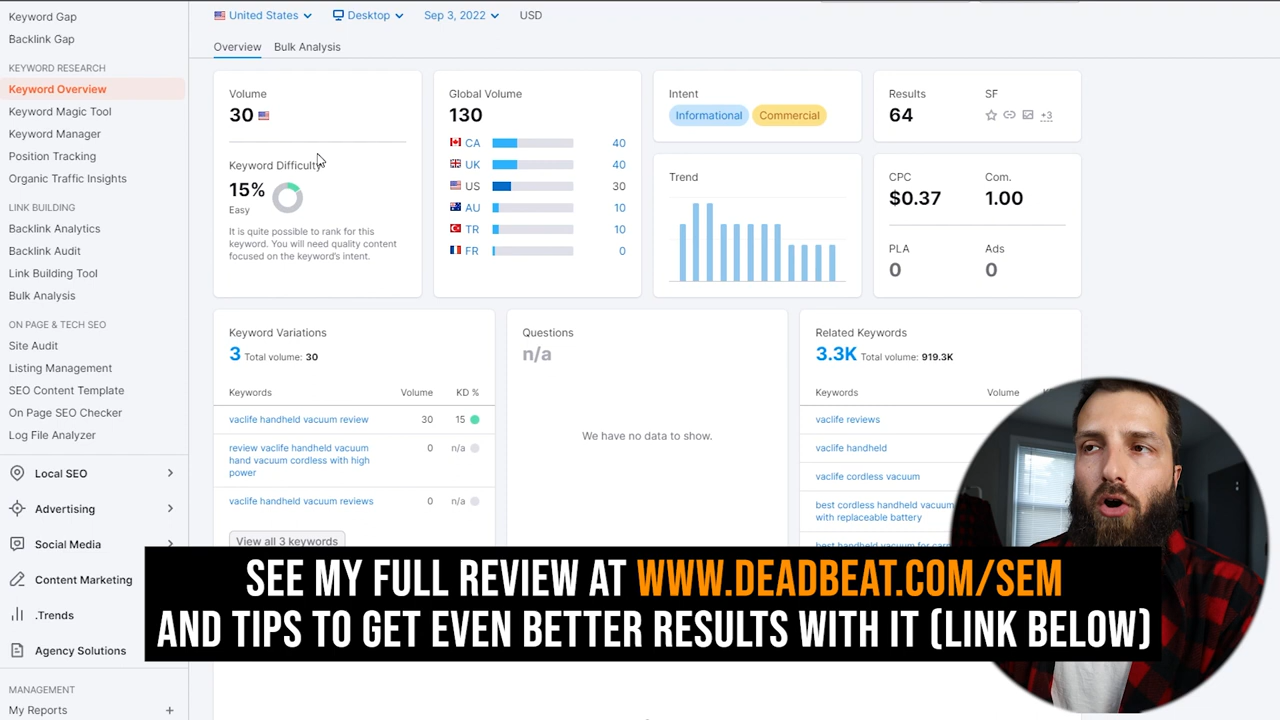 Keyword Gap
Backlink Gap
KEYWORD RESEARCH
Keyword Overview
Keyword Magic Tool
Keyword Manager
Position Tracking
Organic Traffic Insights
LINK BUILDING
Backlink Analytics
Backlink Audit
Link Building Tool
Bulk Analysis
ON PAGE & TECH SEO
Site Audit
Listing Management
SEO Content Template
On Page SEO Checker
Log File Analyzer
Local SEO
Advertising
Social Media
Content Marketing
.Trends
Agency Solutions
MANAGEMENT
My Reports +
United States Desktop Sep 3, 2022 USD
Overview Bulk Analysis
Volume
30
Keyword Difficulty
15%
Easy
It is quite possible to rank for this
keyword. You will need quality content
focused on the keyword's intent.
Global Volume
130
CA 40
UK 40
US 30
AU 10
TR 10
FR 0
Intent
Informational Commercial
Trend
Results SF
64 +3
CPC Com.
$0.37 1.00
PLA Ads
0 0
Keyword Variations
3 Total volume: 30
Keywords Volume KD %
vaclife handheld vacuum review 30 15
review vaclife handheld vacuum 0 n/a
hand vacuum cordless with high
power
vaclife handheld vacuum reviews 0 n/a
View all 3 keywords
Questions
n/a
We have no data to show.
Related Keywords
3.3K Total volume: 919.3K
Keywords Volume
vaclife reviews
vaclife handheld
vaclife cordless vacuum
best cordless handheld vacuum
with replaceable battery
SEE MY FULL REVIEW AT WWW.DEADBEAT.COM/SEM
AND TIPS TO GET EVEN BETTER RESULTS WITH IT (LINK BELOW)